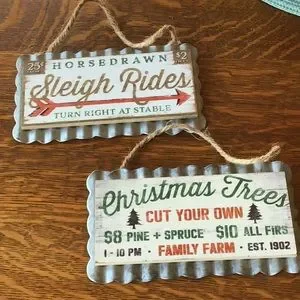 25¢ HORSEDRAWN $2
Sleigh Rides
TURN RIGHT AT STABLE
Christmas Trees
CUT YOUR OWN
$8 PINE + SPRUCE $10 ALL FIRS
1-10 PM · FAMILY FARM · EST. 1902